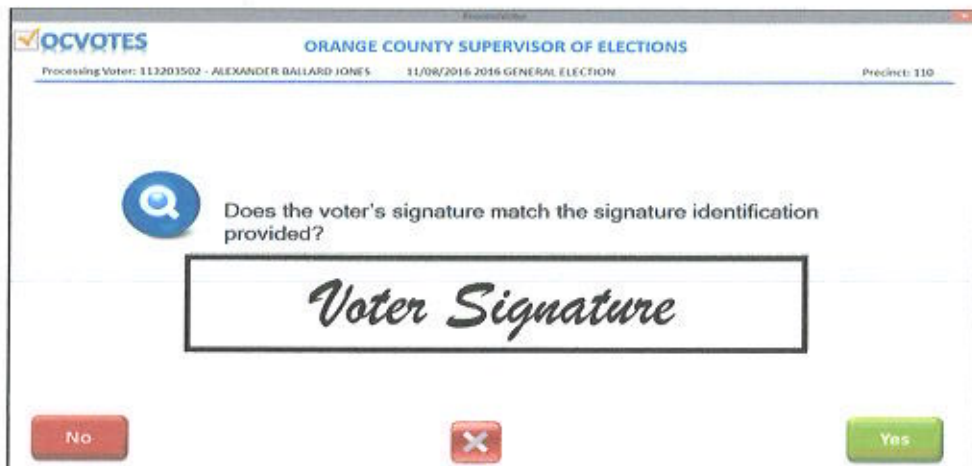 OCVOTES
ORANGE COUNTY SUPERVISOR OF ELECTIONS
Processing Voter: 113203502 - ALEXANDER BALLARD JONES 11/08/2016 2016 GENERAL ELECTION Precinct: 110
Does the voter's signature match the signature identification
provided?
Voter Signature
No
Yes